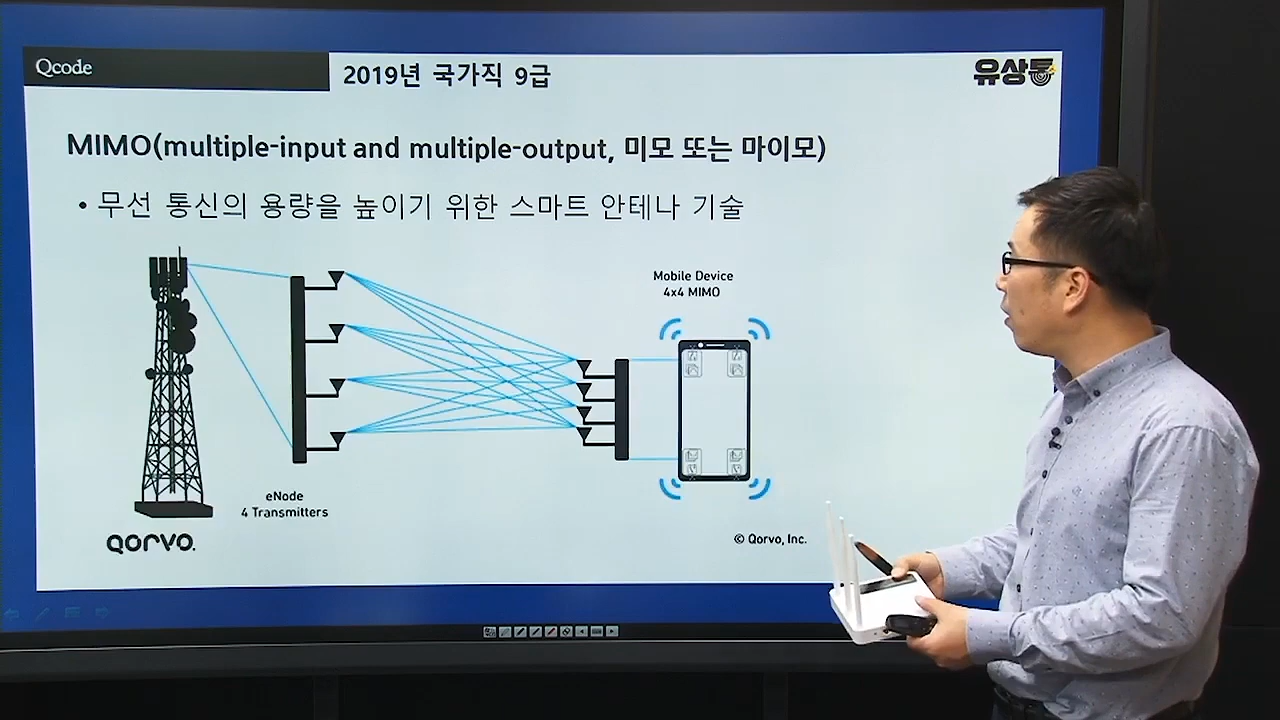 Qcode
2019년 국가직 9급
유상통
MIMO(multiple-input and multiple-output, 미모 또는 마이모)
• 무선 통신의 용량을 높이기 위한 스마트 안테나 기술
Mobile Device
4x4 MIMO
eNode
4 Transmitters
QORVO.
© Qorvo, Inc.